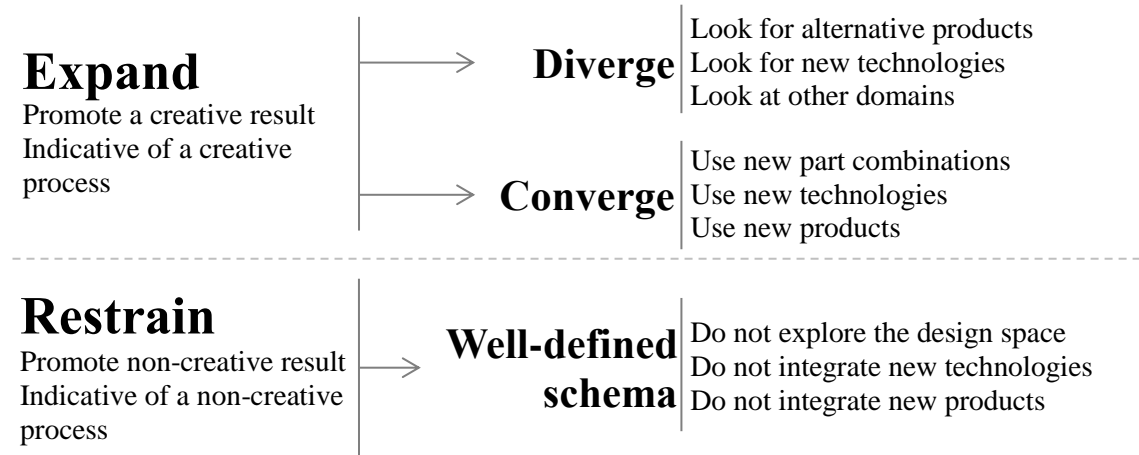 Expand
Promote a creative result
Indicative of a creative
process
Diverge
Look for alternative products
Look for new technologies
Look at other domains
Converge
Use new part combinations
Use new technologies
Use new products
Restrain
Promote non-creative result
Indicative of a non-creative
process
Well-defined
schema
Do not explore the design space
Do not integrate new technologies
Do not integrate new products